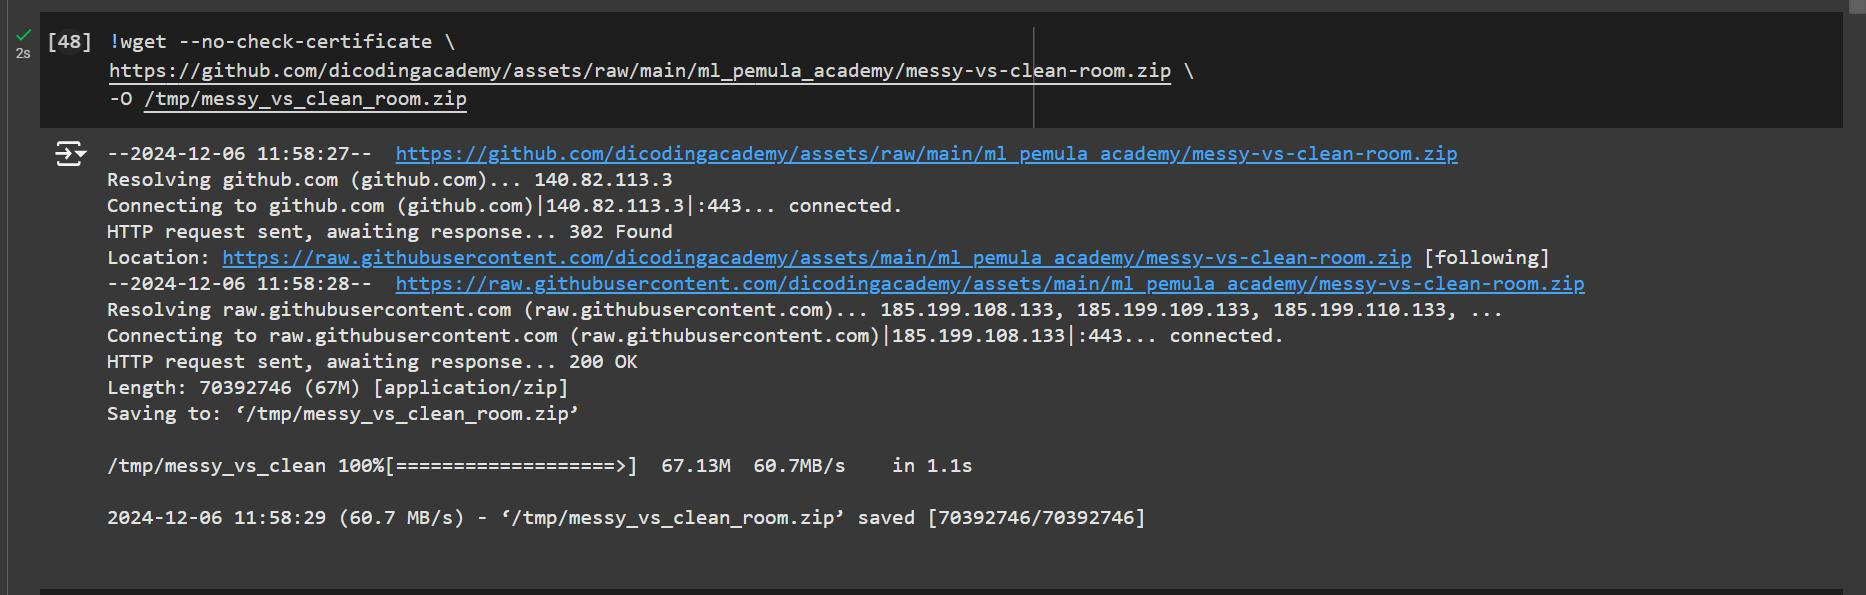 [48] !wget --no-check-certificate \
2s
https://github.com/dicodingacademy/assets/raw/main/ml_pemula_academy/messy-vs-clean-room.zip \
-O /tmp/messy_vs_clean_room.zip
--2024-12-06 11:58:27--  https://github.com/dicodingacademy/assets/raw/main/ml_pemula_academy/messy-vs-clean-room.zip
Resolving github.com (github.com)... 140.82.113.3
Connecting to github.com (github.com)|140.82.113.3|:443... connected.
HTTP request sent, awaiting response... 302 Found
Location: https://raw.githubusercontent.com/dicodingacademy/assets/main/ml_pemula_academy/messy-vs-clean-room.zip [following]
--2024-12-06 11:58:28--  https://raw.githubusercontent.com/dicodingacademy/assets/main/ml_pemula_academy/messy-vs-clean-room.zip
Resolving raw.githubusercontent.com (raw.githubusercontent.com)... 185.199.108.133, 185.199.109.133, 185.199.110.133, ...
Connecting to raw.githubusercontent.com (raw.githubusercontent.com)|185.199.108.133|:443... connected.
HTTP request sent, awaiting response... 200 OK
Length: 70392746 (67M) [application/zip]
Saving to: ‘/tmp/messy_vs_clean_room.zip’
/tmp/messy_vs_clean 100%[===================>]  67.13M  60.7MB/s    in 1.1s
2024-12-06 11:58:29 (60.7 MB/s) - ‘/tmp/messy_vs_clean_room.zip’ saved [70392746/70392746]